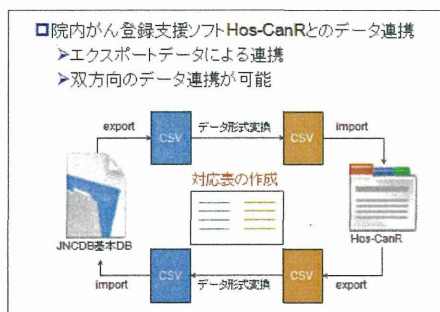 院内がん登録支援ソフトHos-CanRとのデータ連携
エクスポートデータによる連携
双方向のデータ連携が可能
export
CSV
データ形式変換
CSV
import
対応表の作成
JNCDB基本DB
Hos-CanR
import
CSV
データ形式変換
CSV
export